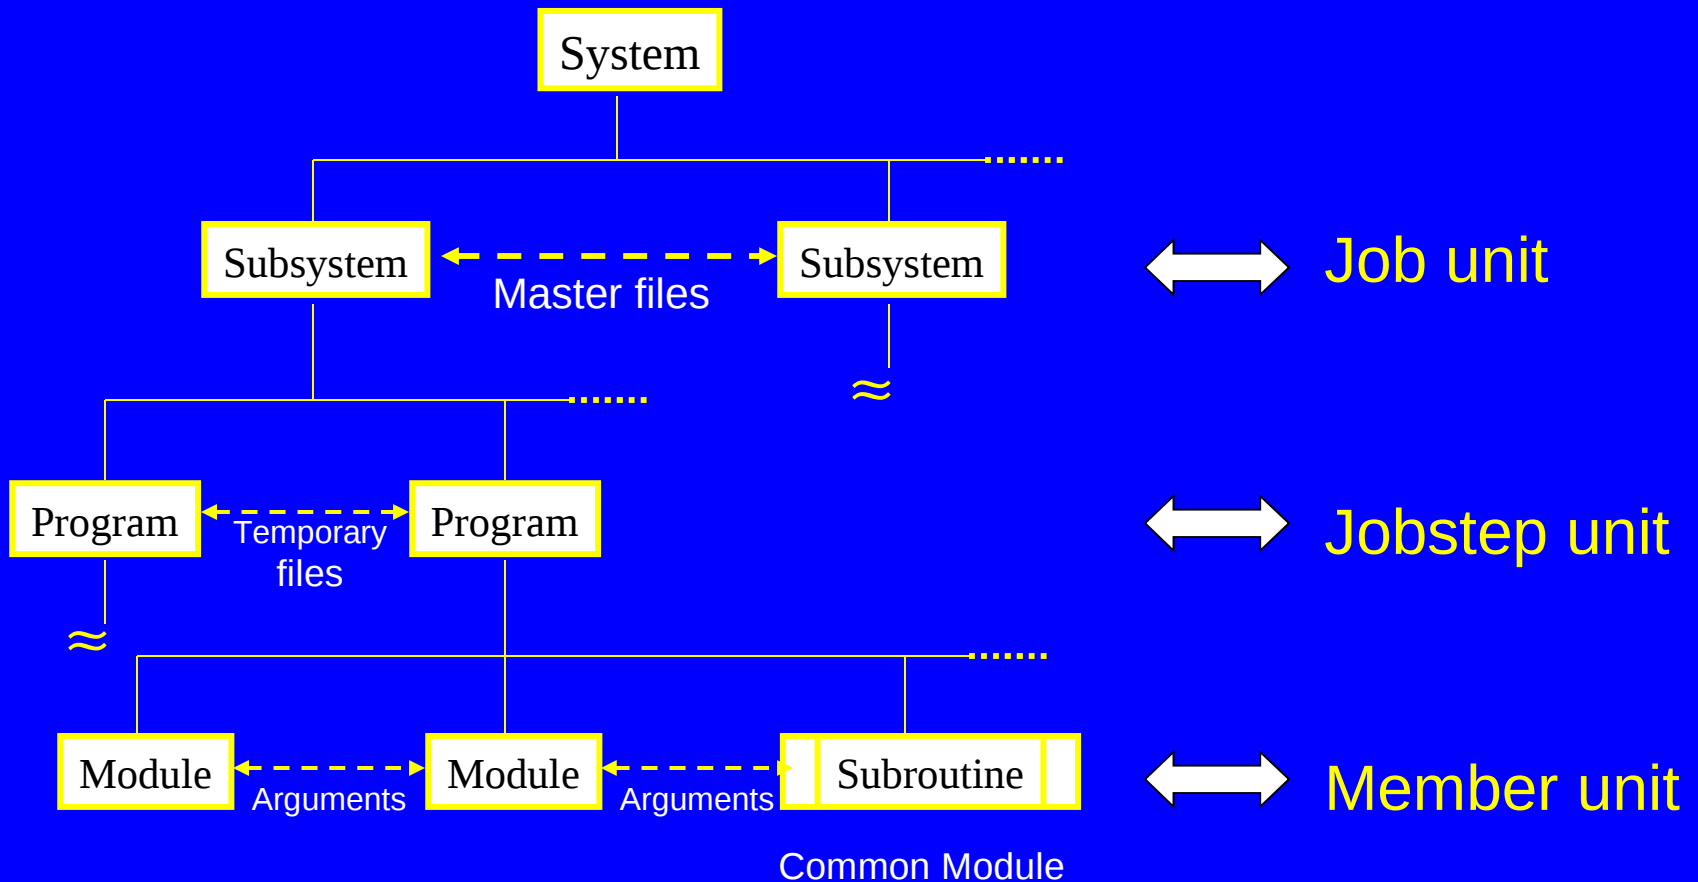 System
Subsystem
Master files
Subsystem
Job unit
Program
Temporary
files
Program
Jobstep unit
Module
Arguments
Module
Arguments
Subroutine
Member unit
Common Module